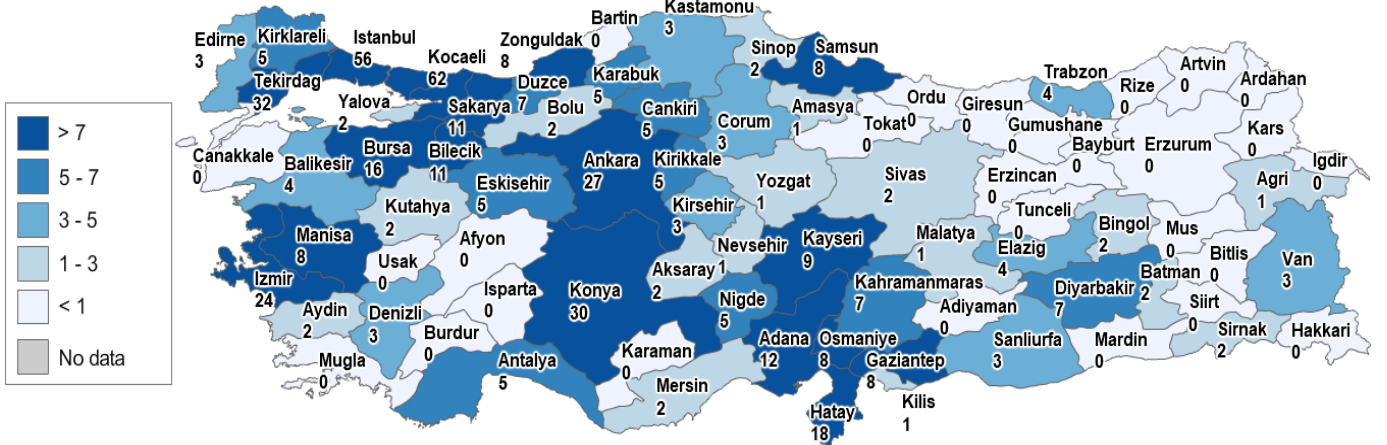 > 7
5 - 7
3 - 5
1 - 3
< 1
No data
Edirne
3
Kirklareli
5
Istanbul
56
Tekirdag
32
Kocaeli
62
Yalova
2
Sakarya
11
Zonguldak
8
Duzce
7
Bolu
2
Bartin
0
Karabuk
5
Kastamonu
3
Cankiri
5
Sinop
2
Samsun
8
Corum
3
Amasya
1
Tokat
0
Ordu
0
Giresun
0
Gumushane
0
Trabzon
4
Rize
0
Artvin
0
Ardahan
0
Bayburt
0
Erzurum
0
Kars
0
Igdir
0
Agri
1
Canakkale
0
Balikesir
4
Bursa
16
Bilecik
11
Eskisehir
5
Ankara
27
Kirikkale
5
Kirsehir
3
Yozgat
1
Sivas
2
Erzincan
0
Tunceli
0
Bingol
2
Mus
0
Bitlis
0
Van
3
Kutahya
2
Manisa
8
Usak
0
Afyon
0
Izmir
24
Aydin
2
Denizli
3
Isparta
0
Burdur
0
Mugla
0
Antalya
5
Konya
30
Aksaray
2
Nevsehir
1
Kayseri
9
Nigde
5
Karaman
0
Mersin
2
Adana
12
Osmaniye
8
Hatay
18
Kahramanmaras
7
Gaziantep
8
Kilis
1
Malatya
1
Elazig
4
Adiyaman
0
Sanliurfa
3
Diyarbakir
7
Batman
2
Mardin
0
Siirt
0
Sirnak
2
Hakkari
0